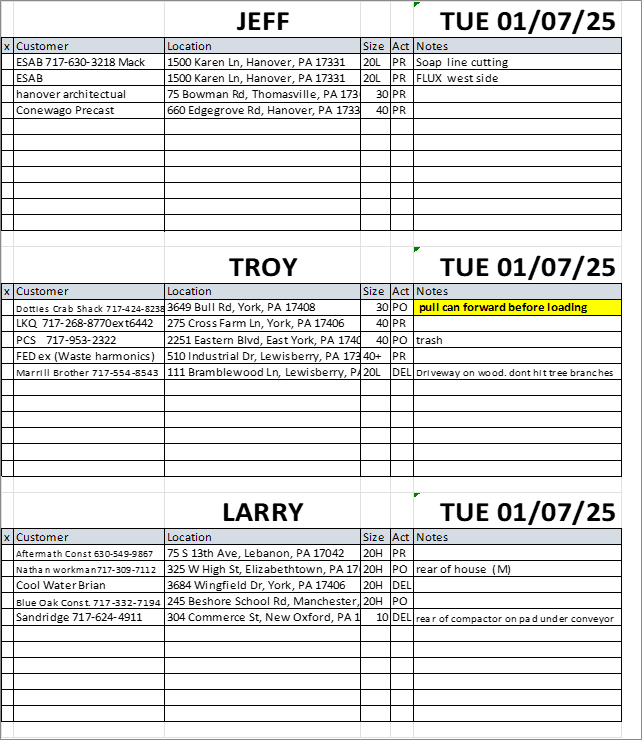 JEFF TUE 01/07/25
x Customer Location Size Act Notes
ESAB 717-630-3218 Mack 1500 Karen Ln, Hanover, PA 17331 20L PR Soap line cutting
ESAB 1500 Karen Ln, Hanover, PA 17331 20L PR FLUX west side
hanover architectual 75 Bowman Rd, Thomasville, PA 173 30 PR
Conewago Precast 660 Edgegrove Rd, Hanover, PA 1733 40 PR
TROY TUE 01/07/25
x Customer Location Size Act Notes
Dotties Crab Shack 717-424-8238 3649 Bull Rd, York, PA 17408 30 PO pull can forward before loading
LKQ 717-268-8770ext6442 275 Cross Farm Ln, York, PA 17406 40 PR
PCS 717-953-2322 2251 Eastern Blvd, East York, PA 1740 40 PO trash
FED ex (Waste harmonics) 510 Industrial Dr, Lewisberry, PA 173 40+ PR
Marrill Brother 717-554-8543 111 Bramblewood Ln, Lewisberry, PA 20L DEL Driveway on wood. dont hit tree branches
LARRY TUE 01/07/25
x Customer Location Size Act Notes
Aftermath Const 630-549-9867 75 S 13th Ave, Lebanon, PA 17042 20H PR
Nathan workman717-309-7112 325 W High St, Elizabethtown, PA 17 20H PO rear of house (M)
Cool Water Brian 3684 Wingfield Dr, York, PA 17406 20H DEL
Blue Oak Const. 717-332-7194 245 Beshore School Rd, Manchester, 20H PO
Sandridge 717-624-4911 304 Commerce St, New Oxford, PA 1 10 DEL rear of compactor on pad under conveyor